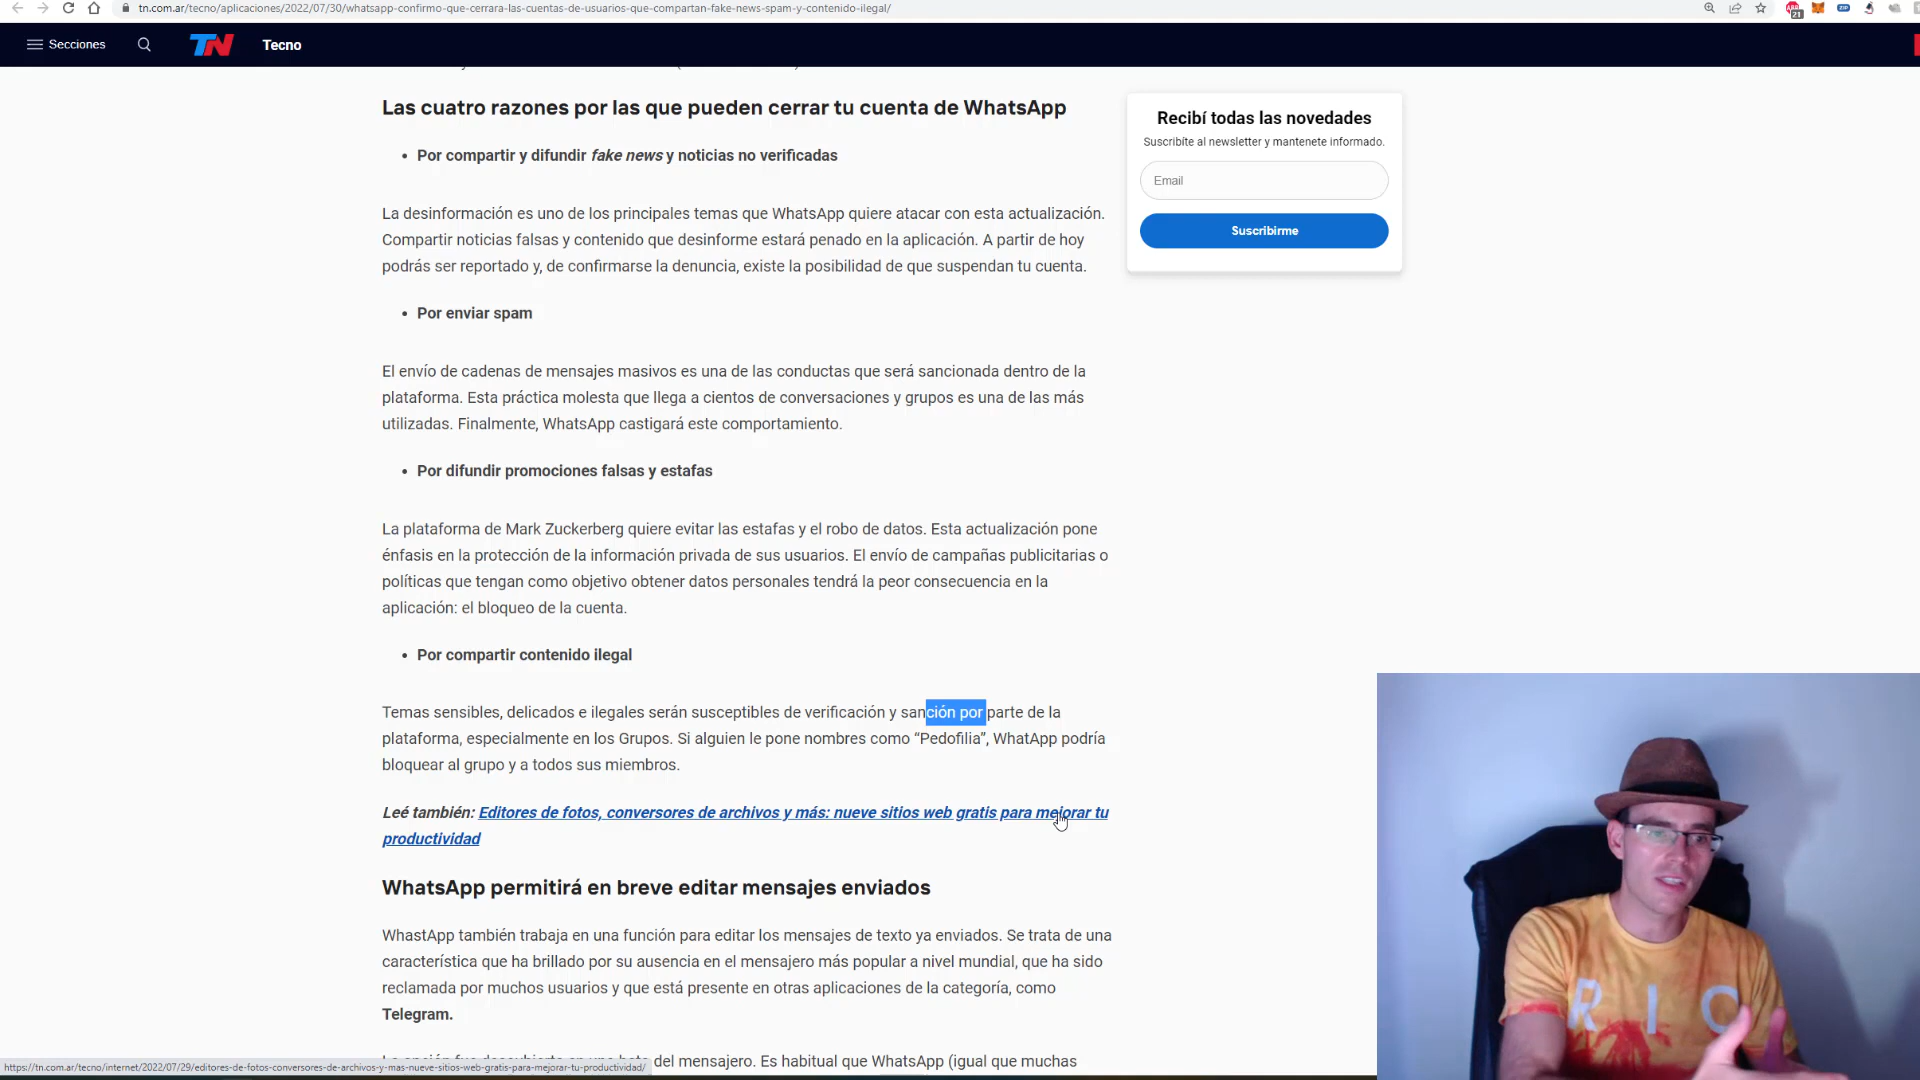 tn.com.ar/tecno/aplicaciones/2022/07/30/whatsapp-confirmo-que-cerrara-las-cuentas-de-usuarios-que-compartan-fake-news-spam-y-contenido-ilegal/
21
ZIP
Secciones
TN
Tecno
Las cuatro razones por las que pueden cerrar tu cuenta de WhatsApp
• Por compartir y difundir fake news y noticias no verificadas
La desinformación es uno de los principales temas que WhatsApp quiere atacar con esta actualización.
Compartir noticias falsas y contenido que desinforme estará penado en la aplicación. A partir de hoy
podrás ser reportado y, de confirmarse la denuncia, existe la posibilidad de que suspendan tu cuenta.
• Por enviar spam
El envío de cadenas de mensajes masivos es una de las conductas que será sancionada dentro de la
plataforma. Esta práctica molesta que llega a cientos de conversaciones y grupos es una de las más
utilizadas. Finalmente, WhatsApp castigará este comportamiento.
• Por difundir promociones falsas y estafas
La plataforma de Mark Zuckerberg quiere evitar las estafas y el robo de datos. Esta actualización pone
énfasis en la protección de la información privada de sus usuarios. El envío de campañas publicitarias o
políticas que tengan como objetivo obtener datos personales tendrá la peor consecuencia en la
aplicación: el bloqueo de la cuenta.
• Por compartir contenido ilegal
Temas sensibles, delicados e ilegales serán susceptibles de verificación y sanción por parte de la
plataforma, especialmente en los Grupos. Si alguien le pone nombres como “Pedofilia”, WhatApp podría
bloquear al grupo y a todos sus miembros.
Leé también: Editores de fotos, conversores de archivos y más: nueve sitios web gratis para mejorar tu
productividad
WhatsApp permitirá en breve editar mensajes enviados
WhastApp también trabaja en una función para editar los mensajes de texto ya enviados. Se trata de una
característica que ha brillado por su ausencia en el mensajero más popular a nivel mundial, que ha sido
reclamada por muchos usuarios y que está presente en otras aplicaciones de la categoría, como
Telegram.
del mensajero. Es habitual que WhatsApp (igual que muchas
https://tn.com.ar/tecno/internet/2022/07/29/editores-de-fotos-conversores-de-archivos-y-mas-nueve-sitios-web-gratis-para-mejorar-tu-productividad/
Recibí todas las novedades
Suscribíte al newsletter y mantenete informado.
Email
Suscribirme
RIO